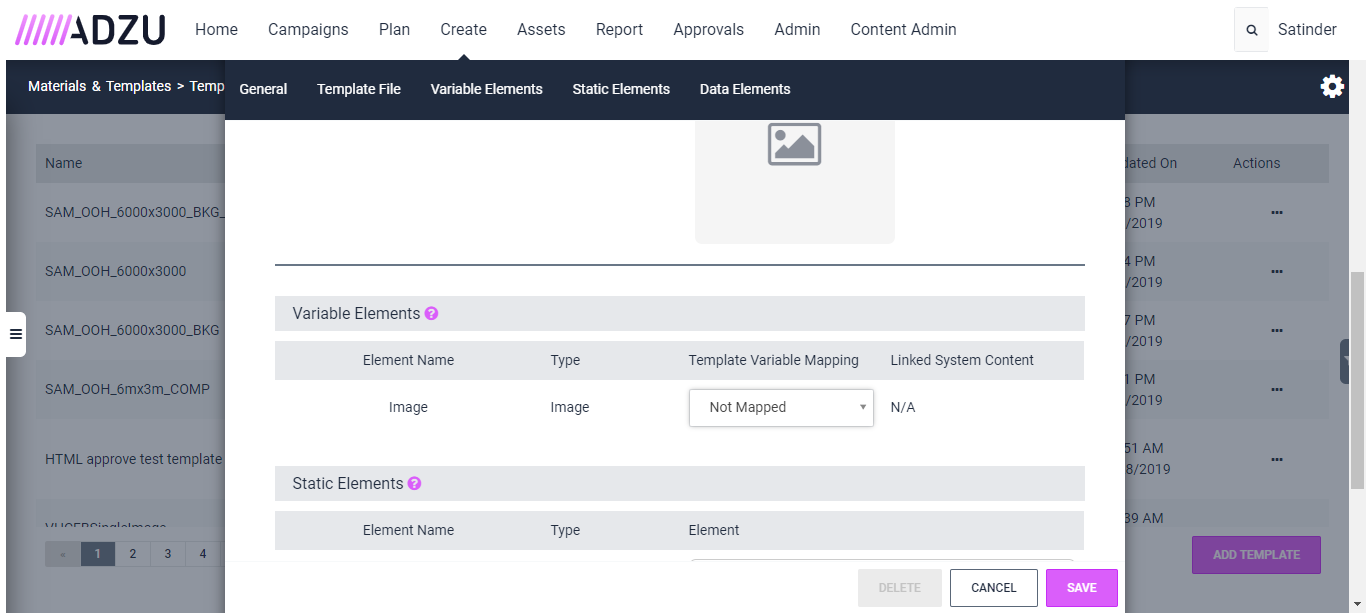 ADZU
Home Campaigns Plan Create Assets Report Approvals Admin Content Admin Satinder
Materials & Templates > Temp
General Template File Variable Elements Static Elements Data Elements
Name dated On Actions
SAM_OOH_6000x3000_BKG_ 8 PM
/2019
SAM_OOH_6000x3000 4 PM
/2019
Variable Elements ?
SAM_OOH_6000x3000_BKG 7 PM
/2019
Element Name Type Template Variable Mapping Linked System Content
SAM_OOH_6mx3m_COMP 1 PM
/2019
Image Image Not Mapped N/A
HTML approve test template 51 AM
8/2019
Static Elements ?
39 AM
Element Name Type Element
« 1 2 3 4
ADD TEMPLATE
DELETE CANCEL SAVE